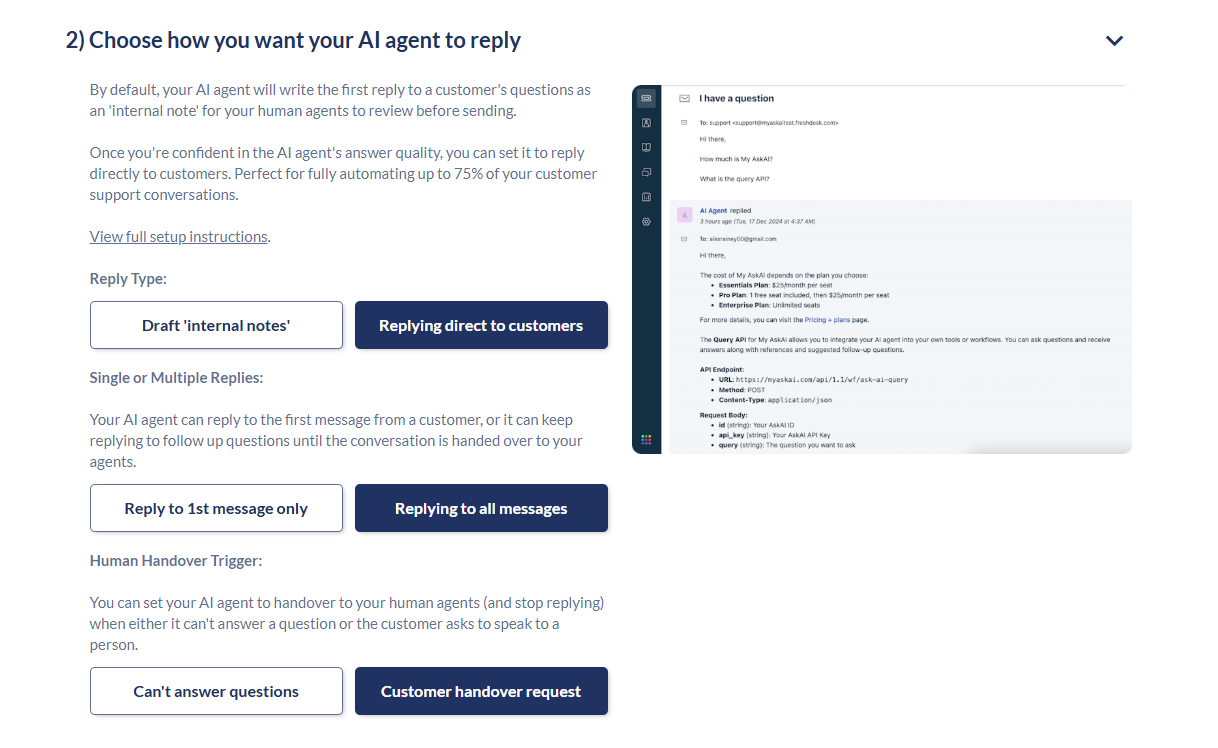 2) Choose how you want your AI agent to reply
By default, your AI agent will write the first reply to a customer's questions as
an 'internal note' for your human agents to review before sending.
Once you're confident in the AI agent's answer quality, you can set it to reply
directly to customers. Perfect for fully automating up to 75% of your customer
support conversations.
View full setup instructions.
Reply Type:
Draft 'internal notes'
Replying direct to customers
Single or Multiple Replies:
Your AI agent can reply to the first message from a customer, or it can keep
replying to follow up questions until the conversation is handed over to your
agents.
Reply to 1st message only
Replying to all messages
Human Handover Trigger:
You can set your AI agent to handover to your human agents (and stop replying)
when either it can't answer a question or the customer asks to speak to a
person.
Can't answer questions
Customer handover request
I have a question
To: support <support@myaskaitest.freshdesk.com>
Hi there,
How much is My AskAI?
What is the query API?
A
AI Agent replied
3 hours ago (Tue, 17 Dec 2024 at 4:37 AM)
To: alexrainey00@gmail.com
Hi there,
The cost of My AskAI depends on the plan you choose:
• Essentials Plan: $25/month per seat
• Pro Plan: 1 free seat included, then $25/month per seat
• Enterprise Plan: Unlimited seats
For more details, you can visit the Pricing + plans page.
The Query API for My AskAI allows you to integrate your AI agent into your own tools or workflows. You can ask questions and receive
answers along with references and suggested follow-up questions.
API Endpoint:
• URL: https://myaskai.com/api/1.1/wf/ask-ai-query
• Method: POST
• Content-Type: application/json
Request Body:
• id (string): Your AskAI ID
• api_key (string): Your AskAI API Key
• query (string): The question you want to ask